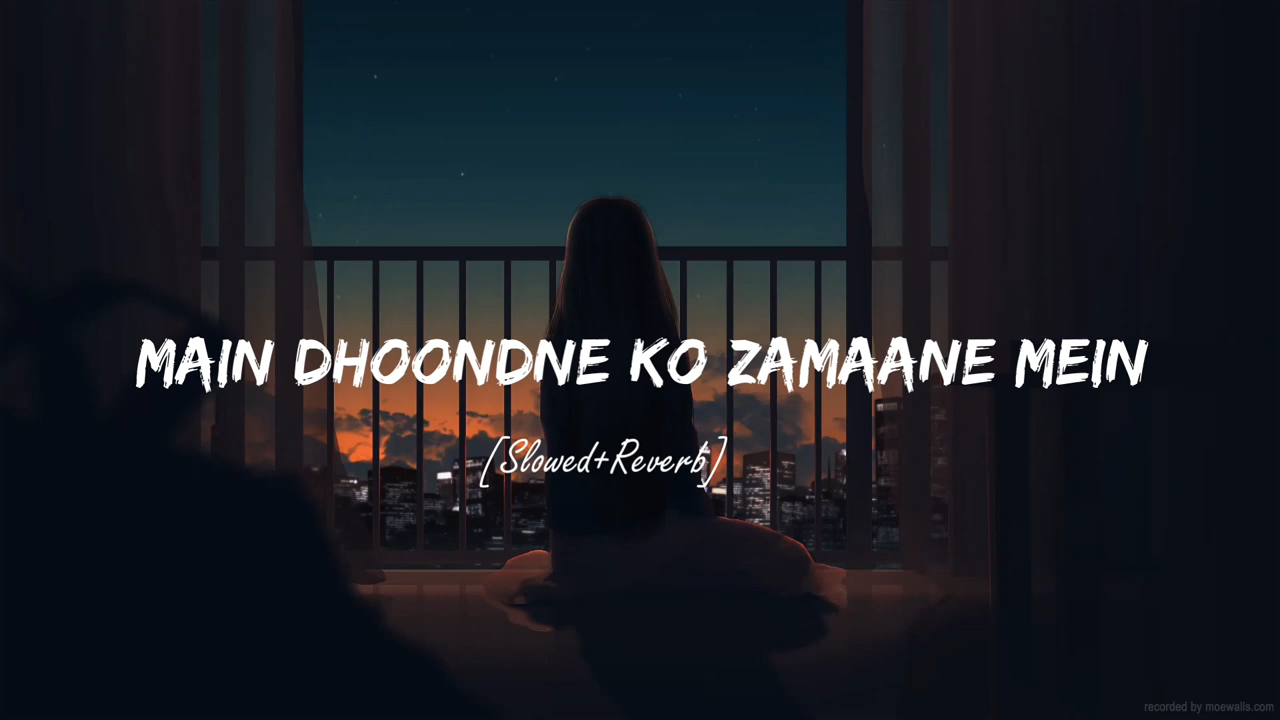 MAIN DHOONDNE KO ZAMAANE MEIN
[Slowed+Reverb]
recorded by moewalls.com